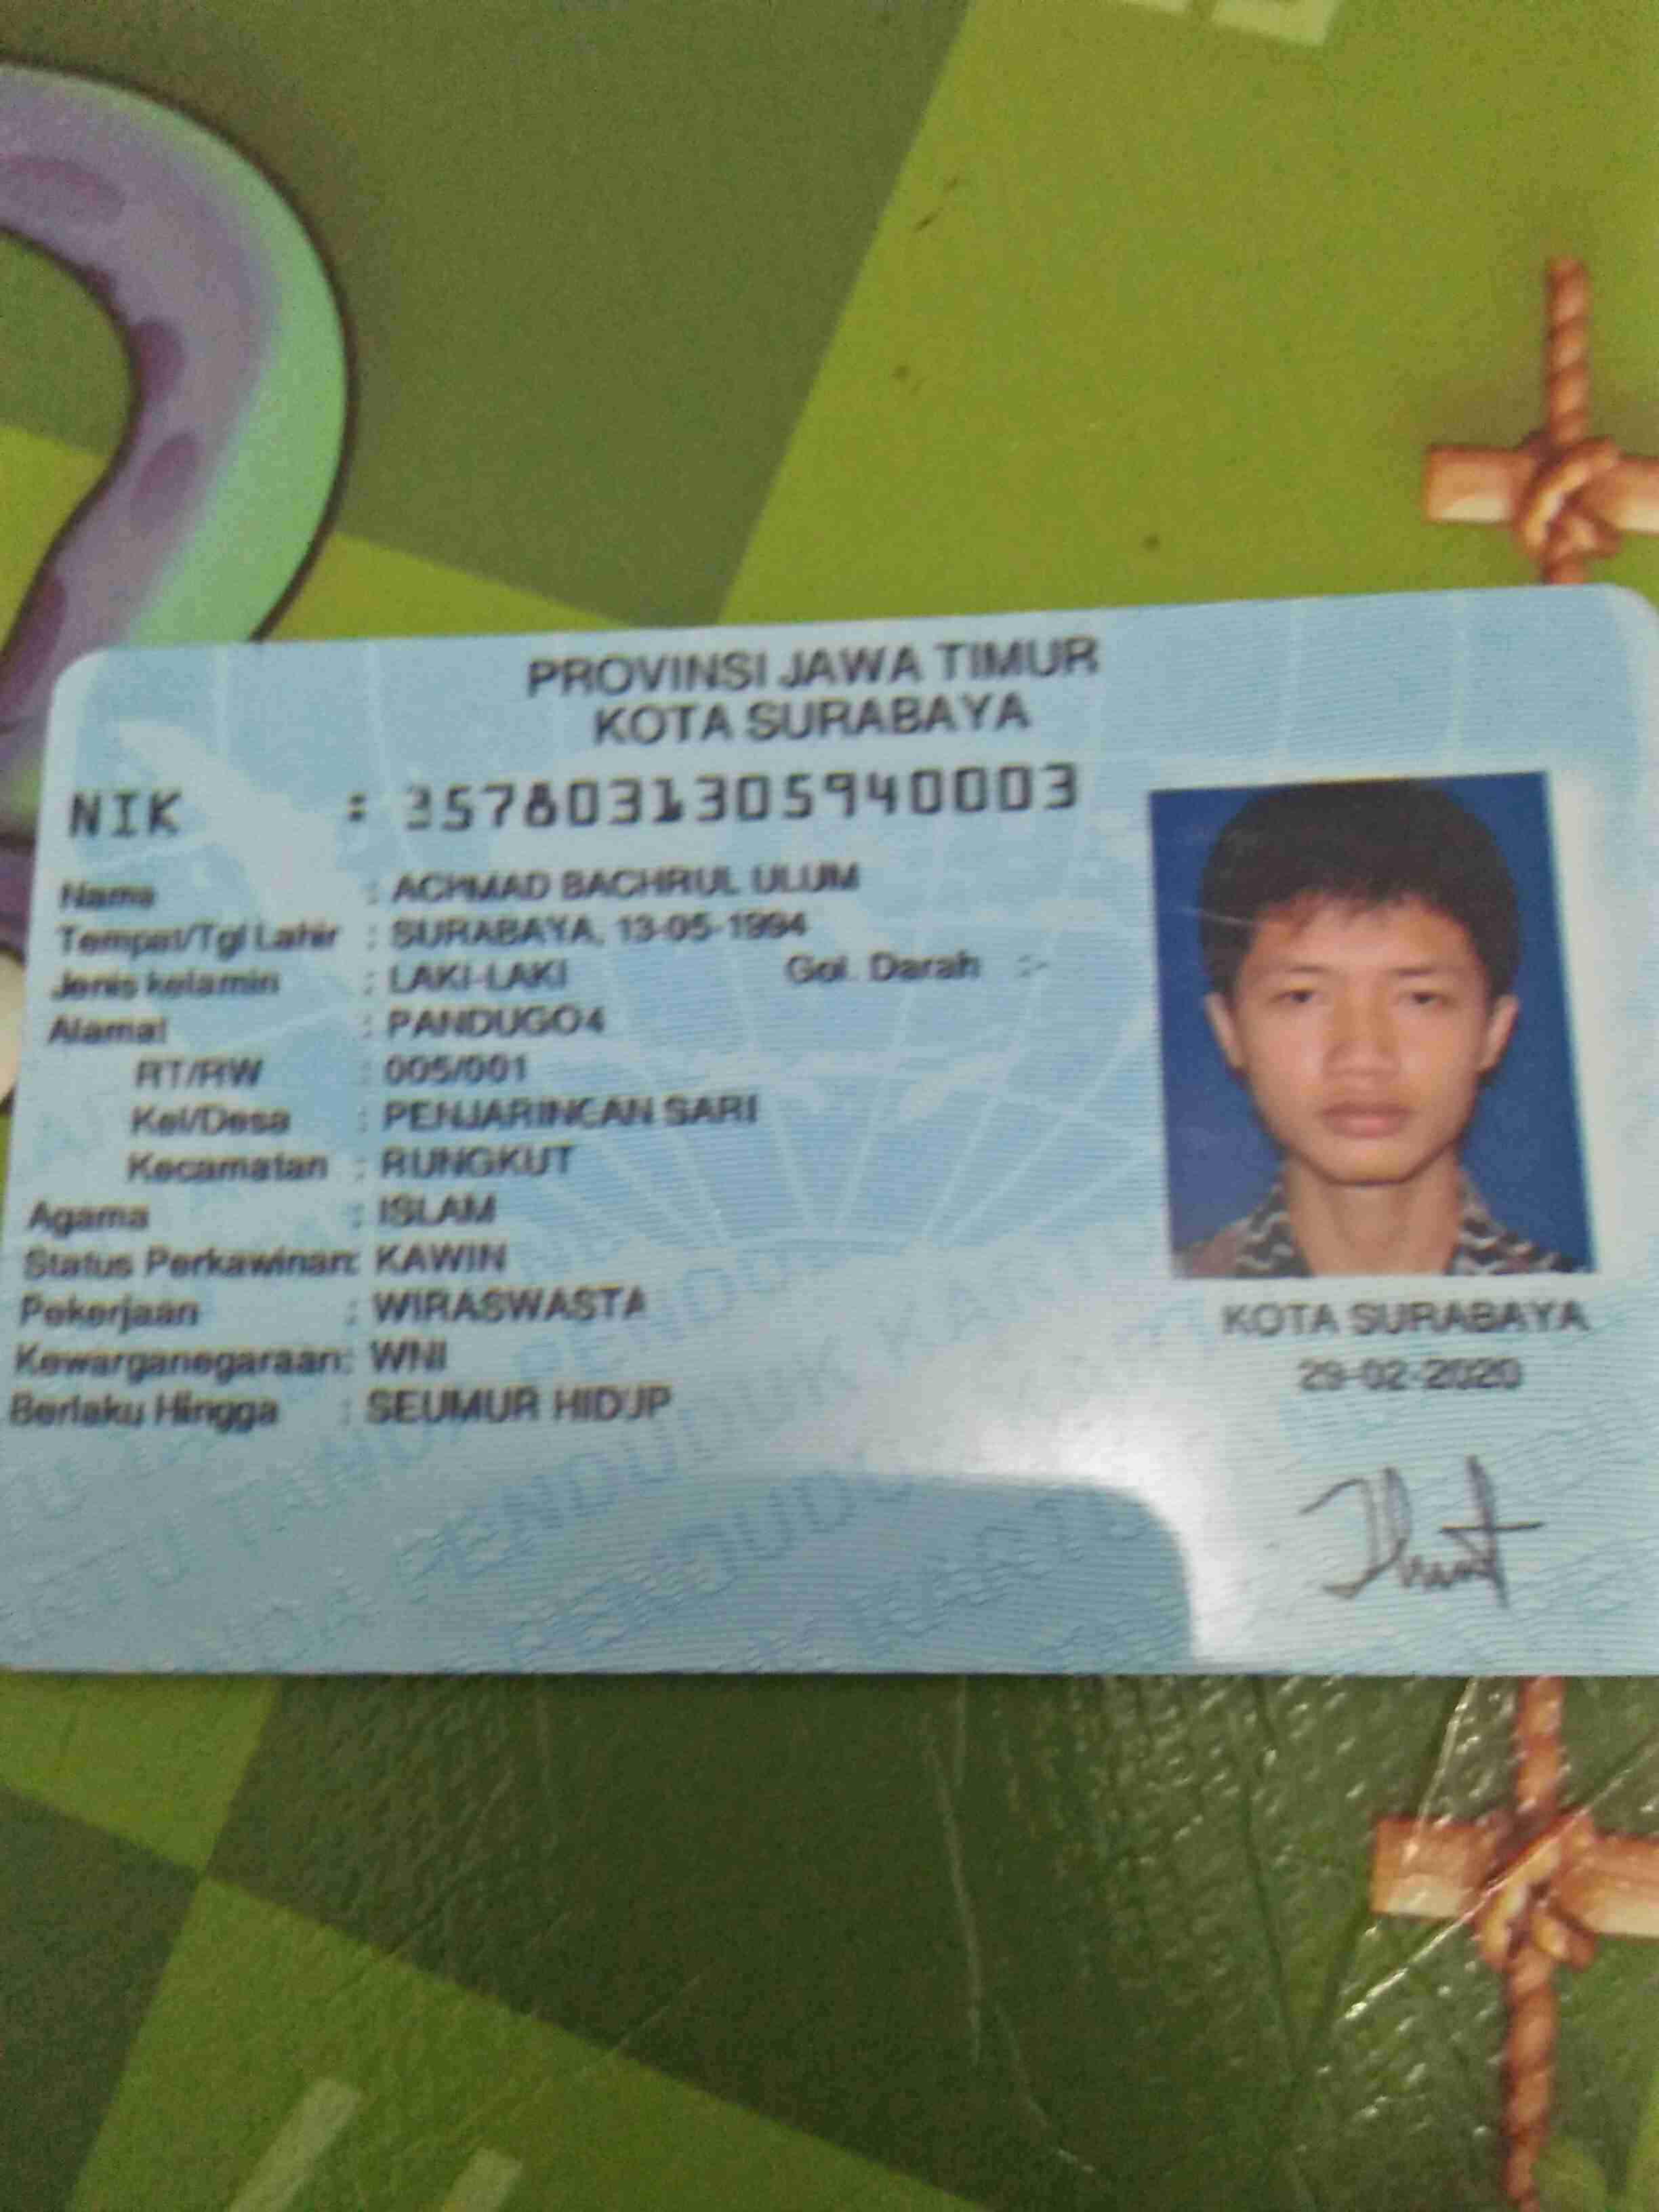 PROVINSI JAWA TIMUR
KOTA SURABAYA
NIK : 3578031305940003
Nama : ACHMAD BACHRUL ULUM
Tempat/Tgl Lahir : SURABAYA, 13-05-1994
Jenis kelamin : LAKI-LAKI Gol. Darah :-
Alamat : PANDUGO4
RT/RW : 005/001
Kel/Desa : PENJARINGAN SARI
Kecamatan : RUNGKUT
Agama : ISLAM
Status Perkawinan: KAWIN
Pekerjaan : WIRASWASTA
Kewarganegaraan: WNI
Berlaku Hingga : SEUMUR HIDUP
KOTA SURABAYA
29-02-2020